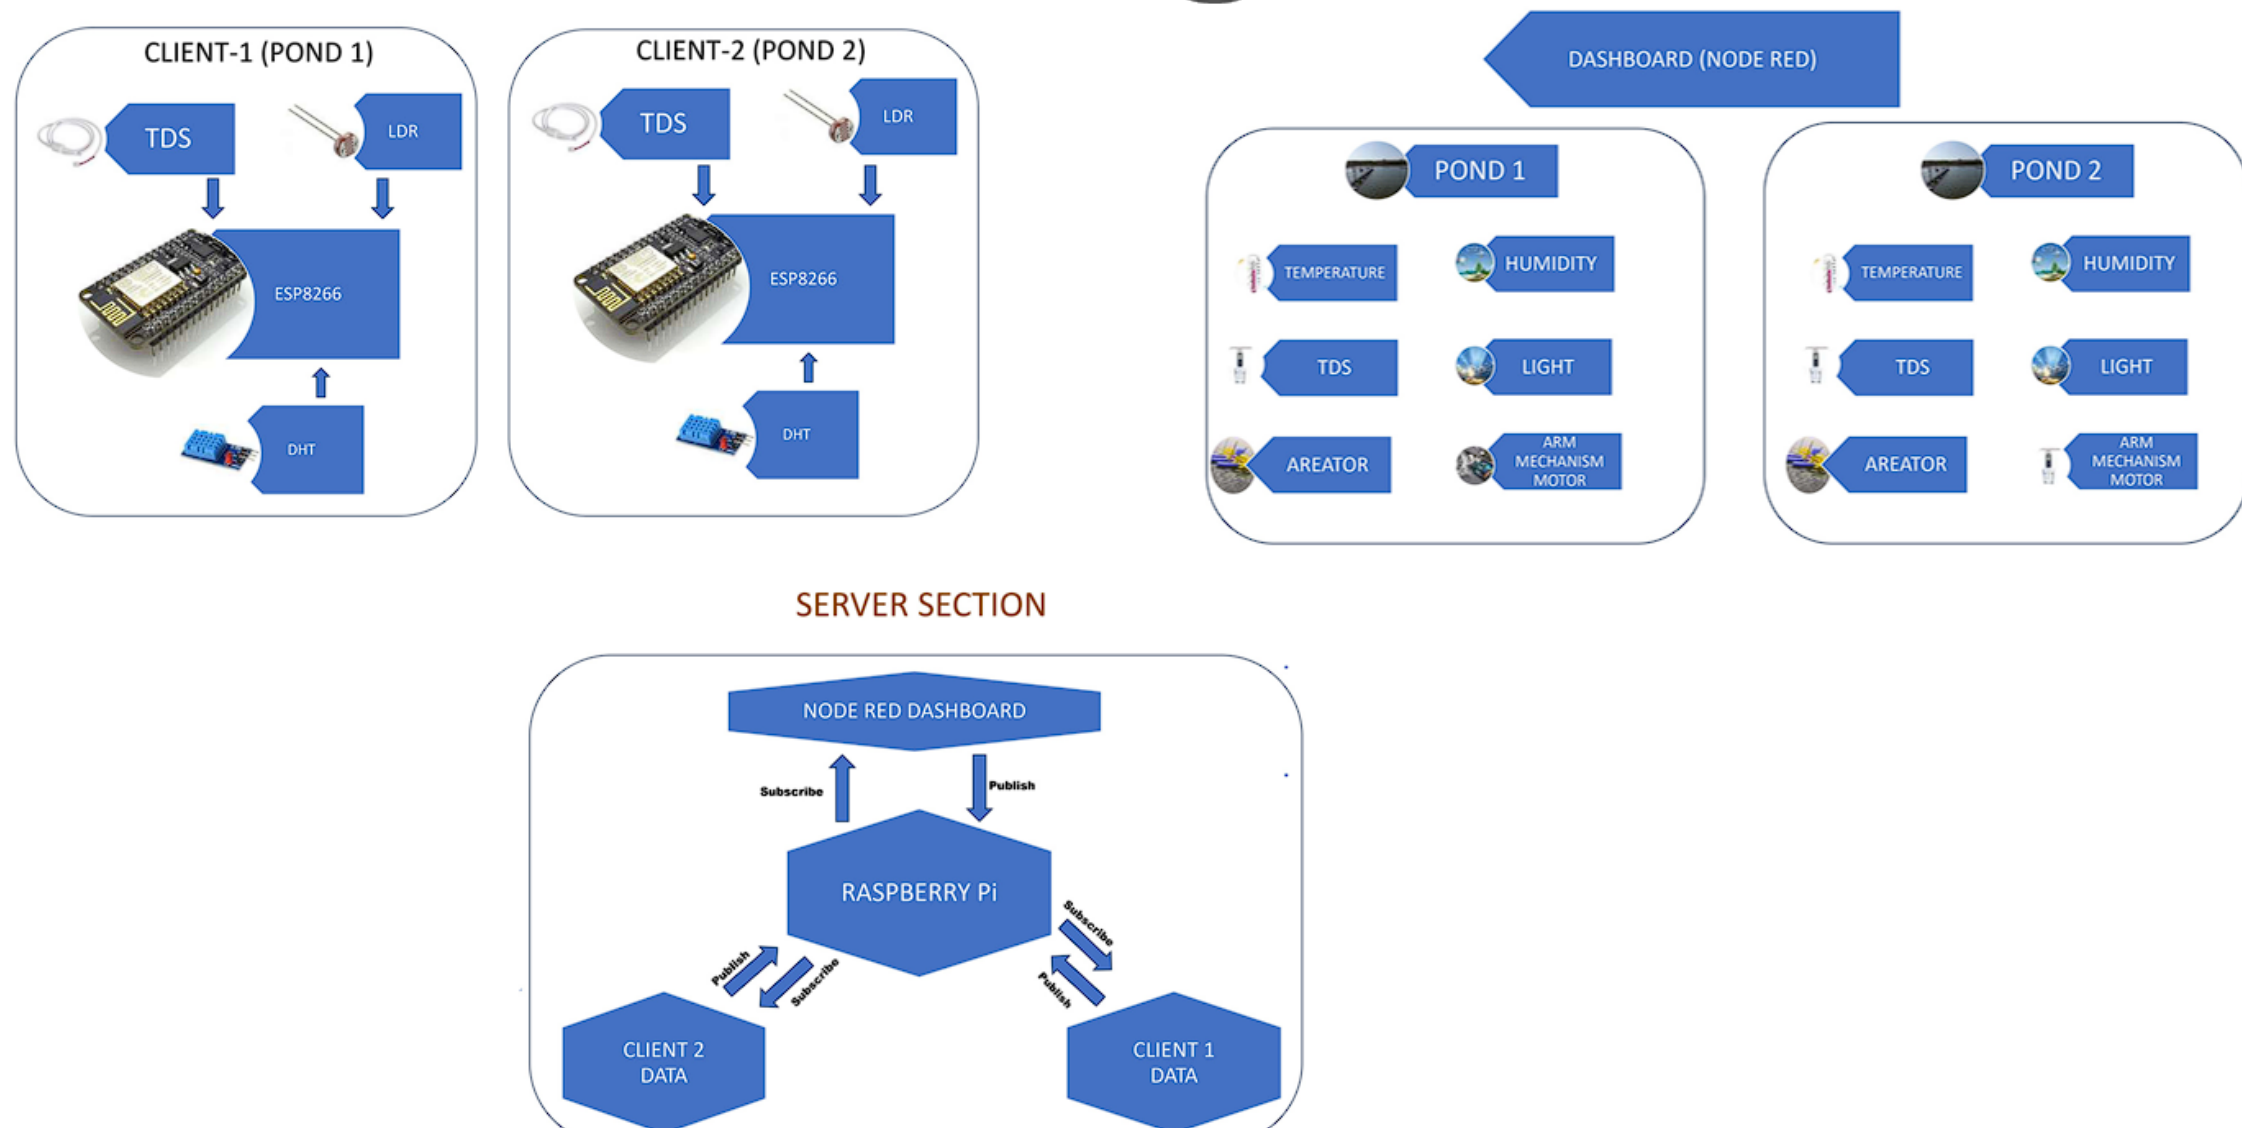 CLIENT-1 (POND 1)
TDS
LDR
ESP8266
DHT
CLIENT-2 (POND 2)
TDS
LDR
ESP8266
DHT
DASHBOARD (NODE RED)
POND 1
TEMPERATURE
HUMIDITY
TDS
LIGHT
AREATOR
ARM
MECHANISM
MOTOR
POND 2
TEMPERATURE
HUMIDITY
TDS
LIGHT
AREATOR
ARM
MECHANISM
MOTOR
SERVER SECTION
NODE RED DASHBOARD
Subscribe
Publish
RASPBERRY Pi
Publish
Subscribe
Subscribe
Publish
CLIENT 2
DATA
CLIENT 1
DATA